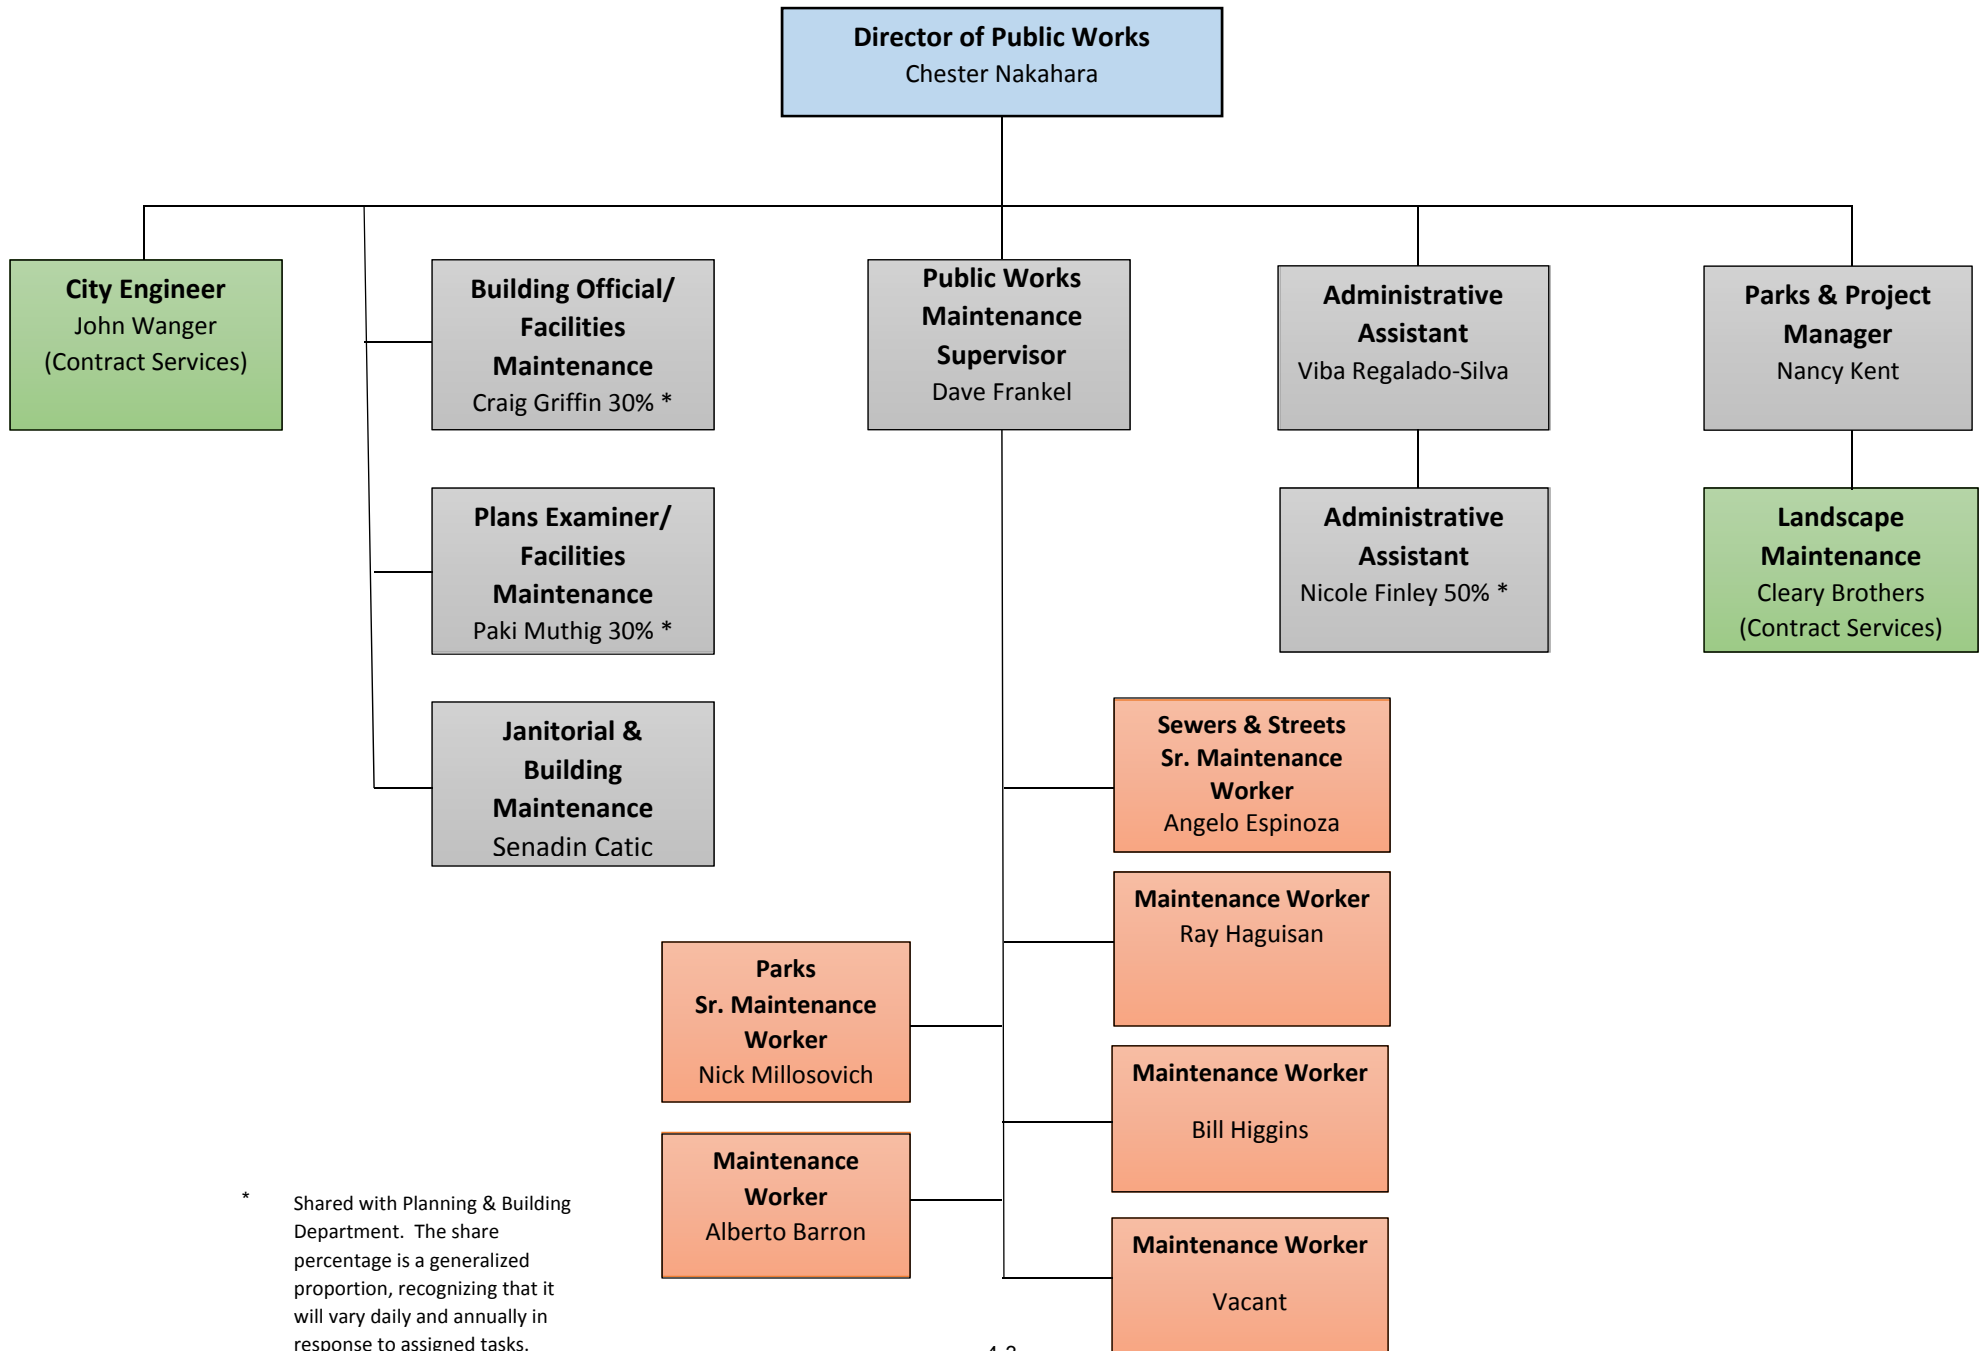 Director of Public Works
Chester Nakahara
City Engineer
John Wanger
(Contract Services)
Building Official/
Facilities
Maintenance
Craig Griffin 30% *
Public Works
Maintenance
Supervisor
Dave Frankel
Administrative
Assistant
Viba Regalado-Silva
Parks & Project
Manager
Nancy Kent
Plans Examiner/
Facilities
Maintenance
Paki Muthig 30% *
Administrative
Assistant
Nicole Finley 50% *
Landscape
Maintenance
Cleary Brothers
(Contract Services)
Janitorial &
Building
Maintenance
Senadin Catic
Sewers & Streets
Sr. Maintenance
Worker
Angelo Espinoza
Maintenance Worker
Ray Haguisan
Parks
Sr. Maintenance
Worker
Nick Millosovich
Maintenance Worker
Bill Higgins
Maintenance
Worker
Alberto Barron
Maintenance Worker
Vacant
* Shared with Planning & Building
Department. The share
percentage is a generalized
proportion, recognizing that it
will vary daily and annually in
response to assigned tasks.